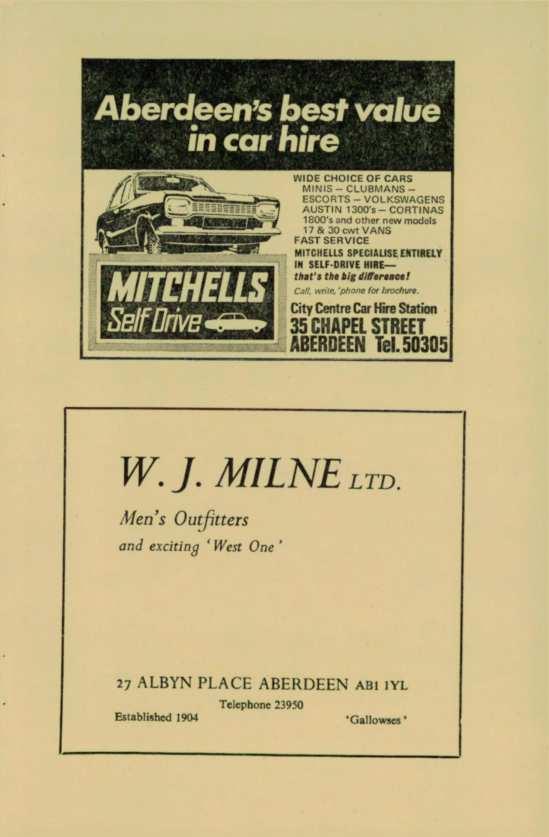 Aberdeen's best value
in car hire
WIDE CHOICE OF CARS
MINIS – CLUBMANS –
ESCORTS – VOLKSWAGENS
AUSTIN 1300's – CORTINAS
1800's and other new models
17 & 30 cwt VANS
FAST SERVICE
MITCHELLS SPECIALISE ENTIRELY
IN SELF-DRIVE HIRE—
that's the big difference!
Call, write, 'phone for brochure.
MITCHELLS
Self Drive
City Centre Car Hire Station
35 CHAPEL STREET
ABERDEEN Tel. 50305
W. J. MILNE LTD.
Men's Outfitters
and exciting 'West One'
27 ALBYN PLACE ABERDEEN AB1 1YL
Telephone 23950
Established 1904 'Gallowses'